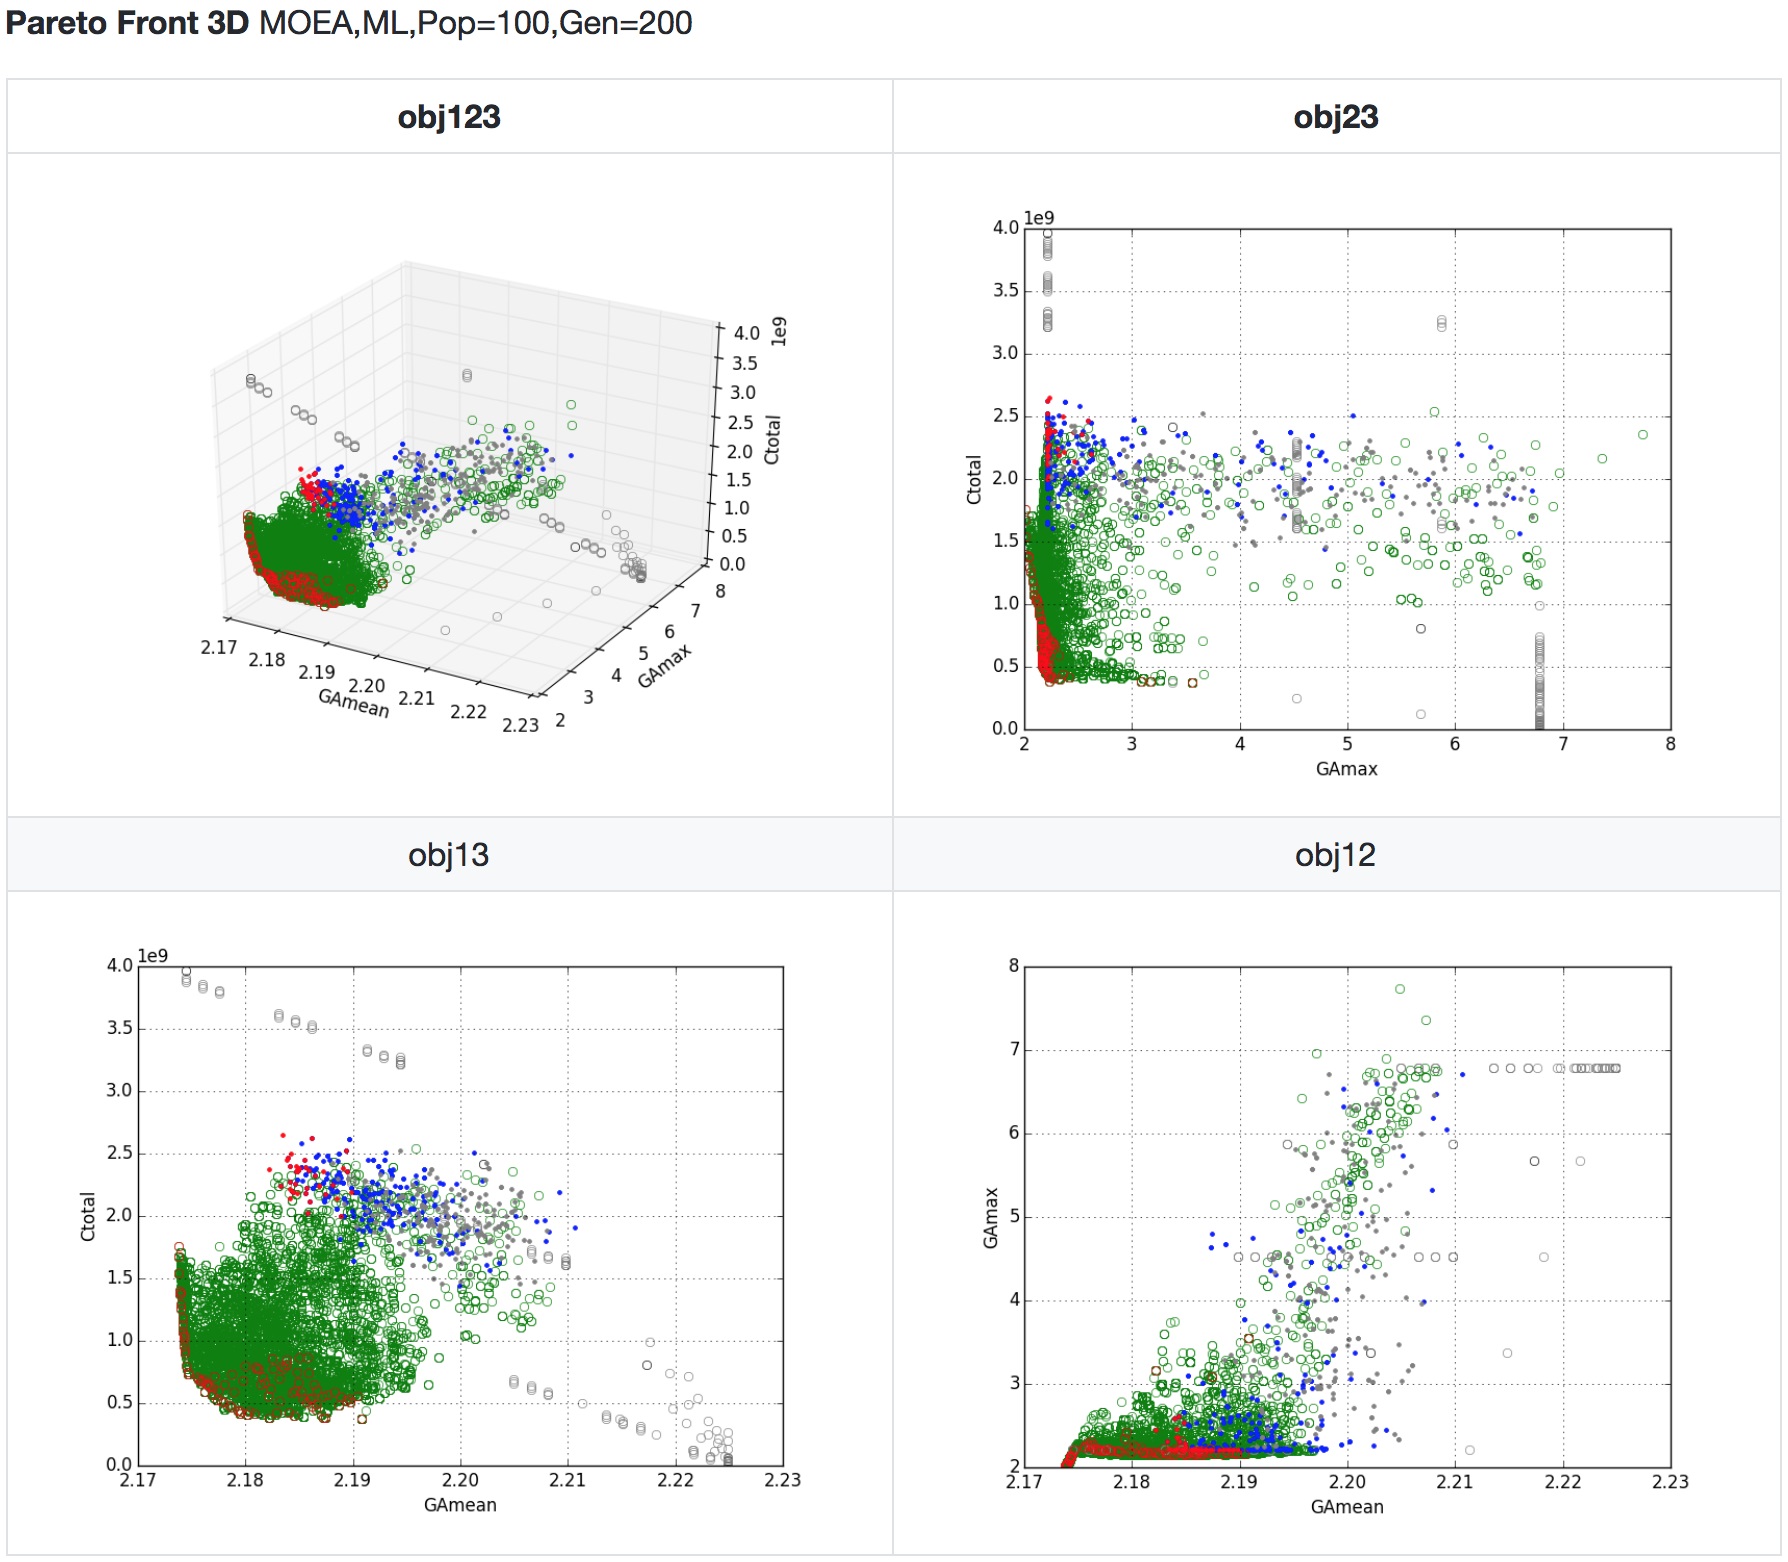 Pareto Front 3D MOEA,ML,Pop=100,Gen=200
obj123
obj23
1e9
4.0
3.5
3.0
2.5
2.0
1.5
1.0
0.5
0.0
Ctotal
8
7
6
5
4
3
2
GAmax
2.17
2.18
2.19
2.20
2.21
2.22
2.23
GAmean
1e9
4.0
3.5
3.0
2.5
2.0
1.5
1.0
0.5
0.0
Ctotal
2 3 4 5 6 7 8
GAmax
obj13
obj12
1e9
4.0
3.5
3.0
2.5
2.0
1.5
1.0
0.5
0.0
Ctotal
2.17 2.18 2.19 2.20 2.21 2.22 2.23
GAmean
8
7
6
5
4
3
2
GAmax
2.17 2.18 2.19 2.20 2.21 2.22 2.23
GAmean